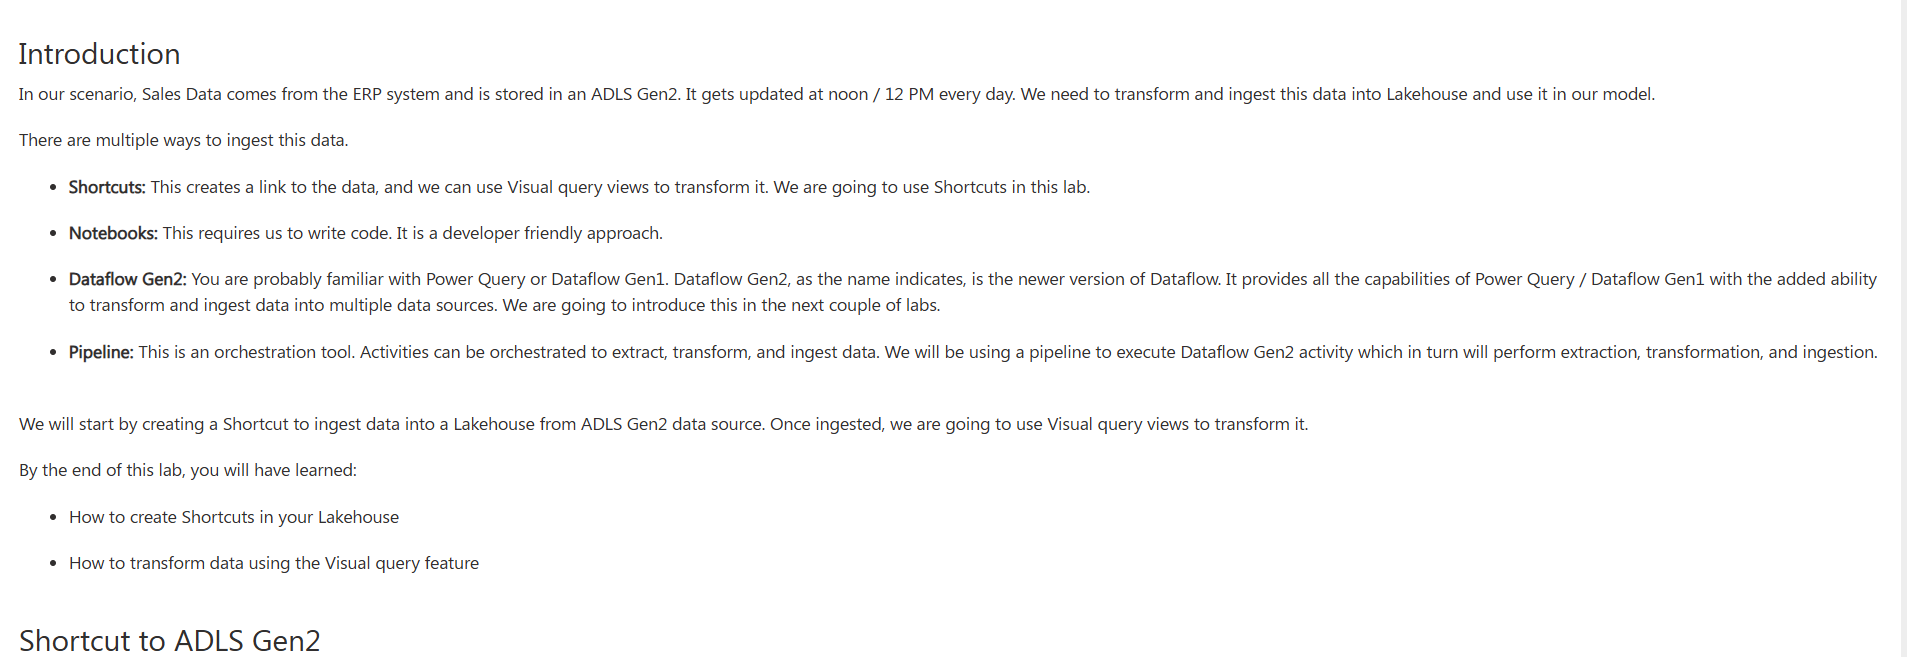 Introduction
In our scenario, Sales Data comes from the ERP system and is stored in an ADLS Gen2. It gets updated at noon / 12 PM every day. We need to transform and ingest this data into Lakehouse and use it in our model.
There are multiple ways to ingest this data.
• Shortcuts: This creates a link to the data, and we can use Visual query views to transform it. We are going to use Shortcuts in this lab.
• Notebooks: This requires us to write code. It is a developer friendly approach.
• Dataflow Gen2: You are probably familiar with Power Query or Dataflow Gen1. Dataflow Gen2, as the name indicates, is the newer version of Dataflow. It provides all the capabilities of Power Query / Dataflow Gen1 with the added ability
to transform and ingest data into multiple data sources. We are going to introduce this in the next couple of labs.
• Pipeline: This is an orchestration tool. Activities can be orchestrated to extract, transform, and ingest data. We will be using a pipeline to execute Dataflow Gen2 activity which in turn will perform extraction, transformation, and ingestion.
We will start by creating a Shortcut to ingest data into a Lakehouse from ADLS Gen2 data source. Once ingested, we are going to use Visual query views to transform it.
By the end of this lab, you will have learned:
• How to create Shortcuts in your Lakehouse
• How to transform data using the Visual query feature
Shortcut to ADLS Gen2